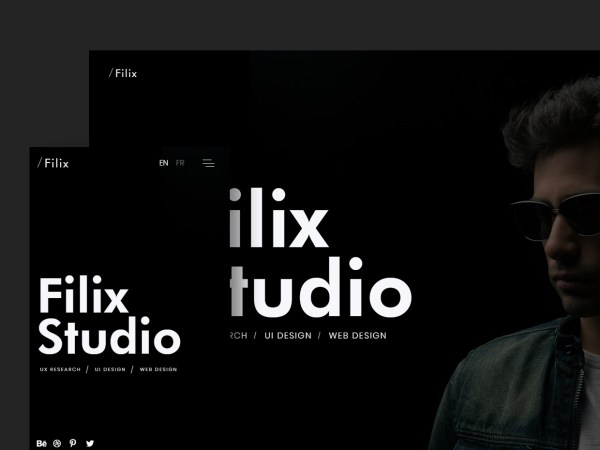 /Filix
/Filix
EN FR
ilix
tudio
RCH / UI DESIGN / WEB DESIGN
Filix
Studio
UX RESEARCH / UI DESIGN / WEB DESIGN
Bē